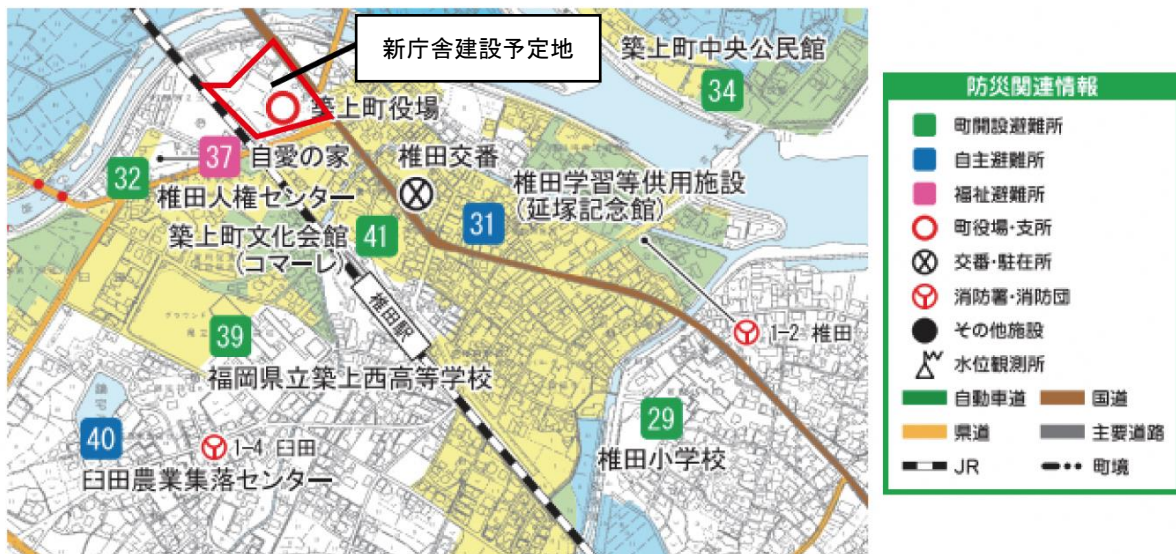 新庁舎建設予定地
築上町中央公民館
34
築上町役場
37
自愛の家
椎田交番
32
椎田人権センター
椎田学習等供用施設
(延塚記念館)
31
築上町文化会館
(コマーレ)
41
椎田駅
1-2 椎田
グラウンド
39
福岡県立築上西高等学校
29
椎田小学校
40
1-4 臼田
臼田農業集落センター
防災関連情報
町開設避難所
自主避難所
福祉避難所
町役場・支所
交番・駐在所
消防署・消防団
その他施設
水位観測所
自動車道
国道
県道
主要道路
JR
町境